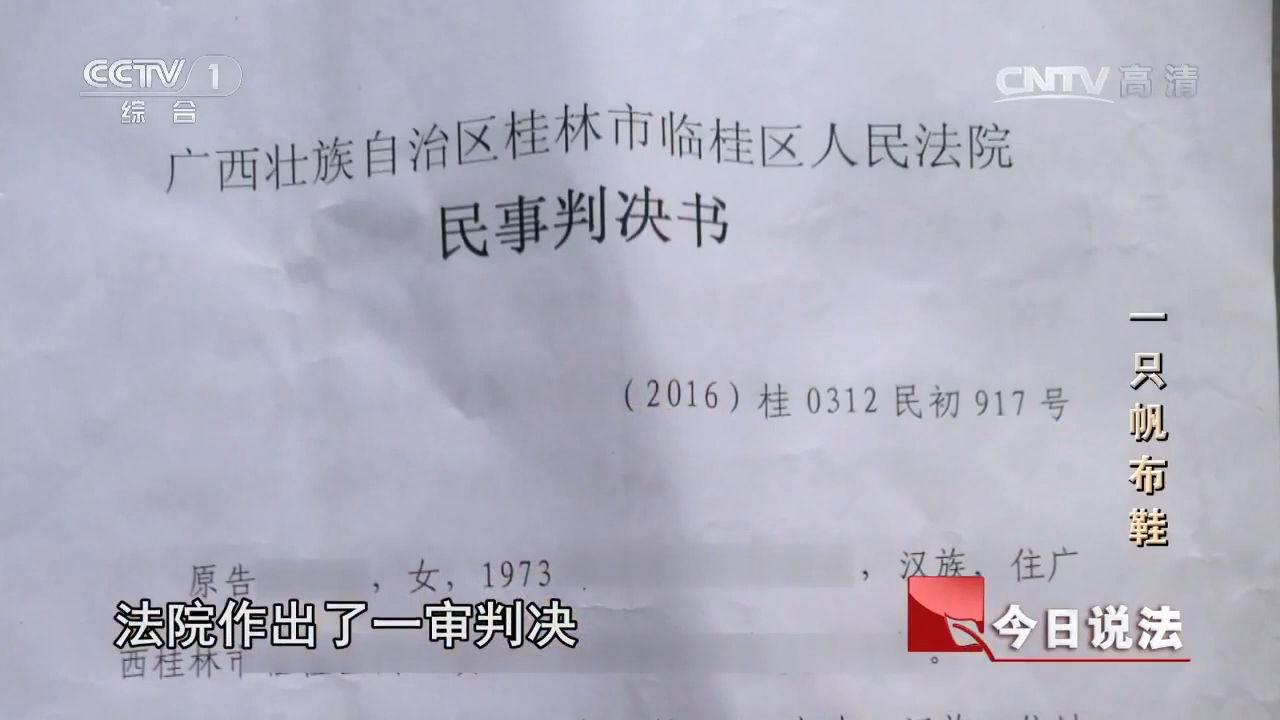 CCTV 1
综合
CNTV 高清
广西壮族自治区桂林市临桂区人民法院
民事判决书
(2016)桂 0312 民初 917 号
一只帆布鞋
原告 ,女,1973 ,汉族,住广
西桂林市 。
法院作出了一审判决
今日说法